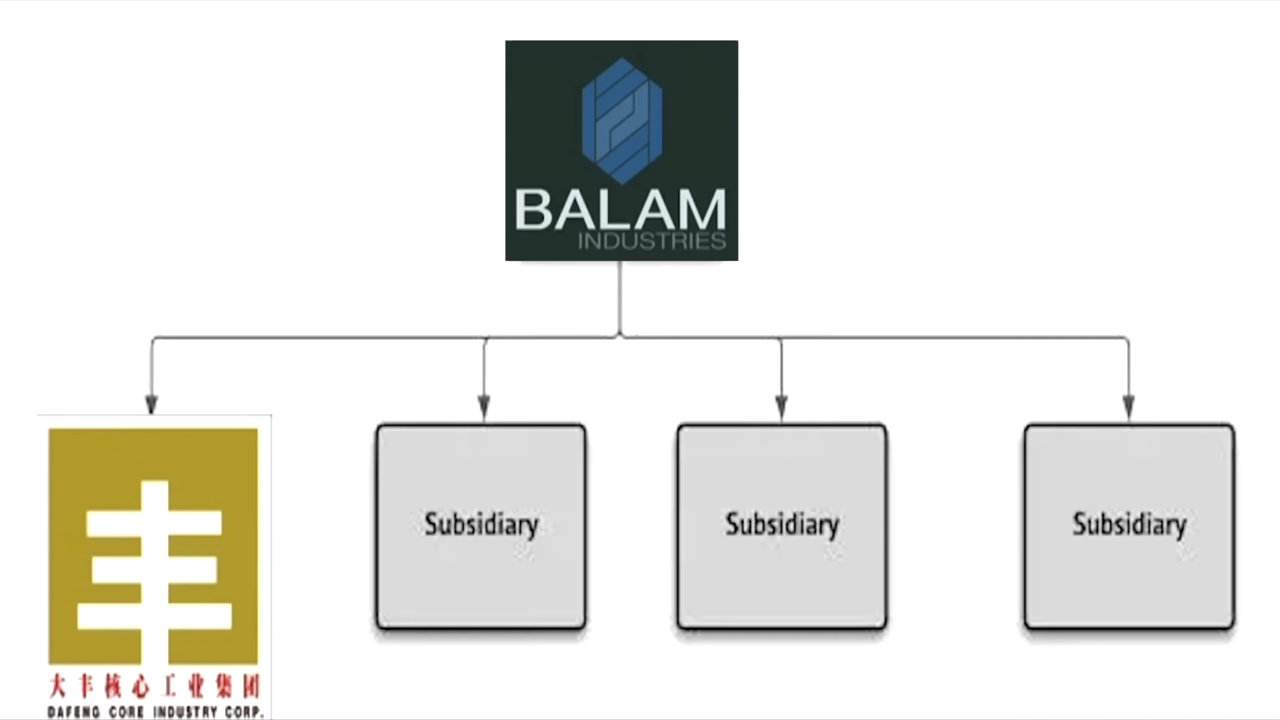 BALAM
INDUSTRIES
Subsidiary
Subsidiary
Subsidiary
大丰核心工业集团
DAFENG CORE INDUSTRY CORP.